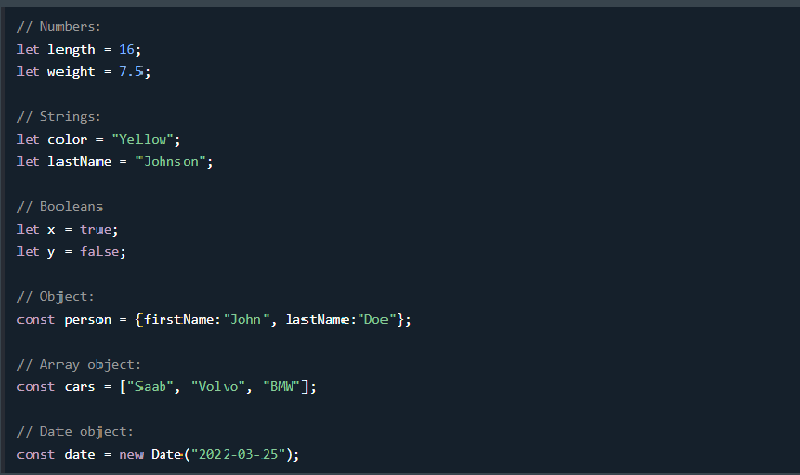 // Numbers:
let length = 16;
let weight = 7.5;
// Strings:
let color = "Yellow";
let lastName = "Johnson";
// Booleans
let x = true;
let y = false;
// Object:
const person = {firstName:"John", lastName:"Doe"};
// Array object:
const cars = ["Saab", "Volvo", "BMW"];
// Date object:
const date = new Date("2022-03-25");